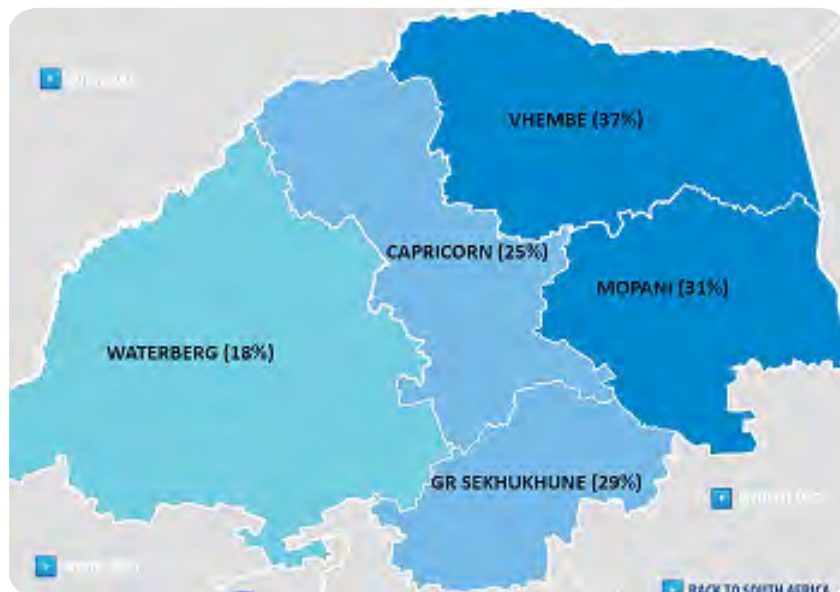 VHEMBE (37%)
CAPRICORN (25%)
MOPANI (31%)
WATERBERG (18%)
GR SEKHUKHUNE (29%)
BACK TO SOUTH AFRICA